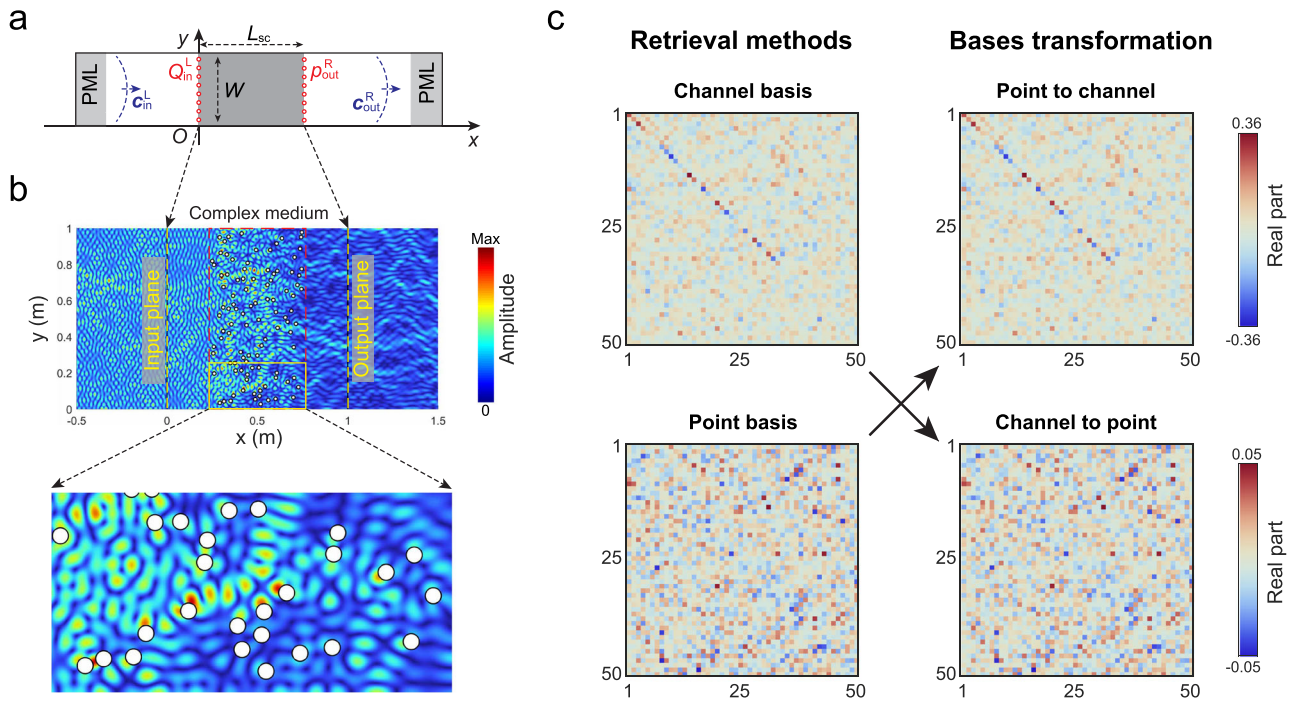 a
y
L_sc
PML
c_in^L
Q_in^L
W
p_out^R
c_out^R
PML
O
x
b
Complex medium
1
0.8
0.6
0.4
0.2
0
y (m)
Input plane
Output plane
-0.5
0
0.5
1
1.5
x (m)
Max
Amplitude
0
c
Retrieval methods
Bases transformation
Channel basis
Point to channel
1
25
50
1
25
50
1
25
50
1
25
50
0.36
Real part
-0.36
Point basis
Channel to point
1
25
50
1
25
50
1
25
50
1
25
50
0.05
Real part
-0.05